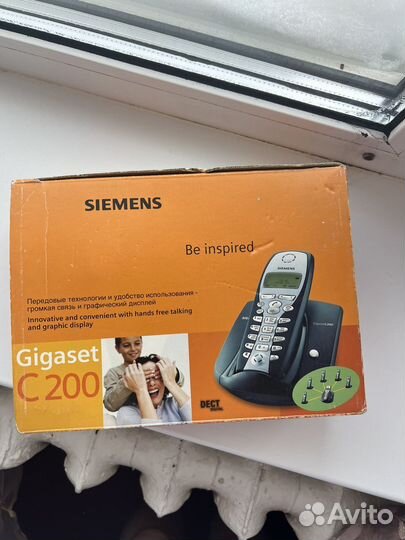 SIEMENS
Be inspired
SIEMENS
Передовые технологии и удобство использования -
громкая связь и графический дисплей
Innovative and convenient with hands free talking
and graphic display
Gigaset
C 200
DECT
Avito